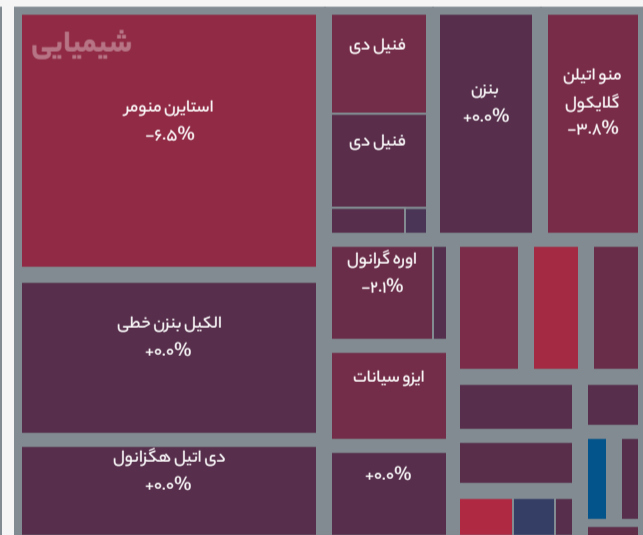 شیمیایی
استایرن منومر
−۶.۵%
فنیل دی
فنیل دی
بنزن
+۰.۰%
منو اتیلن
گلایکول
−۳.۸%
اوره گرانول
−۲.۱%
الکیل بنزن خطی
+۰.۰%
ایزو سیانات
دی اتیل هگزانول
+۰.۰%
+۰.۰%